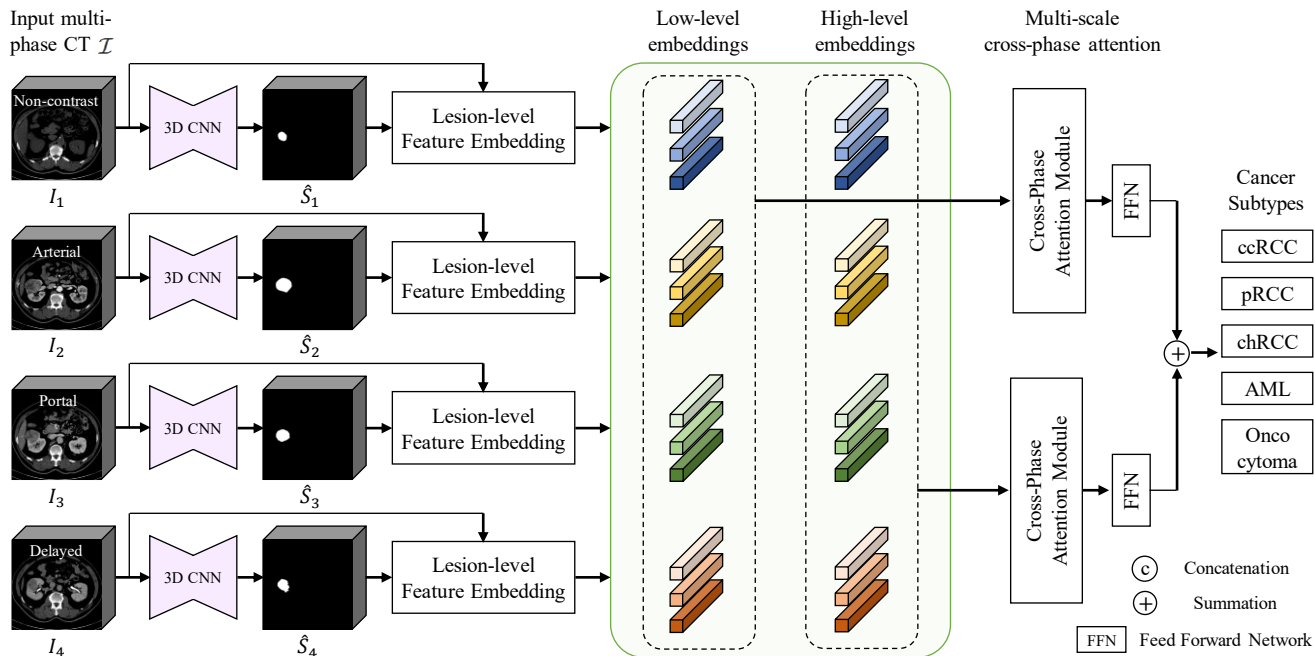 Input multi-
phase CT ℐ
Low-level
embeddings
High-level
embeddings
Multi-scale
cross-phase attention
Non-contrast
3D CNN
Lesion-level
Feature Embedding
I₁
Ŝ₁
Arterial
3D CNN
Lesion-level
Feature Embedding
I₂
Ŝ₂
Portal
3D CNN
Lesion-level
Feature Embedding
I₃
Ŝ₃
Delayed
3D CNN
Lesion-level
Feature Embedding
I₄
Ŝ₄
Cross-Phase
Attention Module
FFN
Cross-Phase
Attention Module
FFN
+
Cancer
Subtypes
ccRCC
pRCC
chRCC
AML
Onco
cytoma
c Concatenation
+ Summation
FFN Feed Forward Network